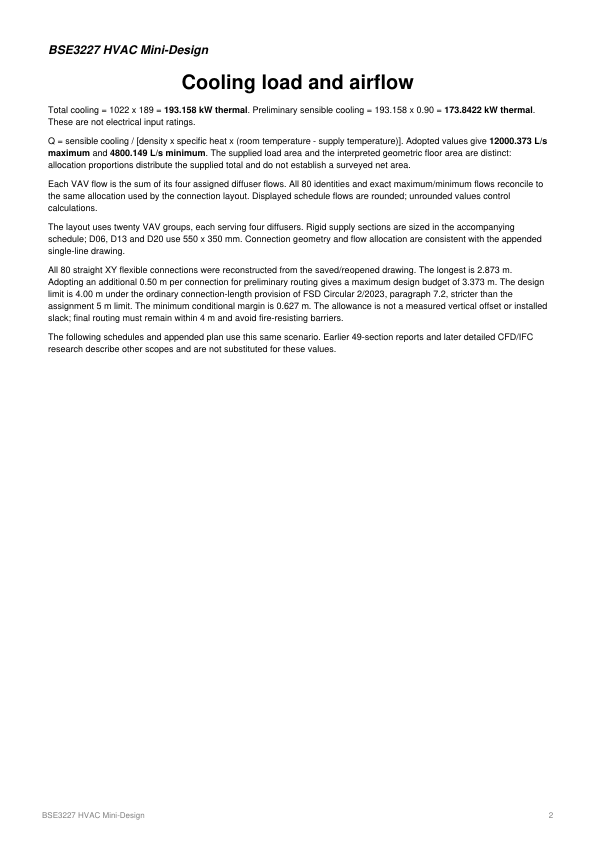 BSE3227 HVAC Mini-Design
Cooling load and airflow
Total cooling = 1022 x 189 = 193.158 kW thermal. Preliminary sensible cooling = 193.158 x 0.90 = 173.8422 kW thermal.
These are not electrical input ratings.
Q = sensible cooling / [density x specific heat x (room temperature - supply temperature)]. Adopted values give 12000.373 L/s
maximum and 4800.149 L/s minimum. The supplied load area and the interpreted geometric floor area are distinct:
allocation proportions distribute the supplied total and do not establish a surveyed net area.
Each VAV flow is the sum of its four assigned diffuser flows. All 80 identities and exact maximum/minimum flows reconcile to
the same allocation used by the connection layout. Displayed schedule flows are rounded; unrounded values control
calculations.
The layout uses twenty VAV groups, each serving four diffusers. Rigid supply sections are sized in the accompanying
schedule; D06, D13 and D20 use 550 x 350 mm. Connection geometry and flow allocation are consistent with the appended
single-line drawing.
All 80 straight XY flexible connections were reconstructed from the saved/reopened drawing. The longest is 2.873 m.
Adopting an additional 0.50 m per connection for preliminary routing gives a maximum design budget of 3.373 m. The design
limit is 4.00 m under the ordinary connection-length provision of FSD Circular 2/2023, paragraph 7.2, stricter than the
assignment 5 m limit. The minimum conditional margin is 0.627 m. The allowance is not a measured vertical offset or installed
slack; final routing must remain within 4 m and avoid fire-resisting barriers.
The following schedules and appended plan use this same scenario. Earlier 49-section reports and later detailed CFD/IFC
research describe other scopes and are not substituted for these values.
BSE3227 HVAC Mini-Design
2